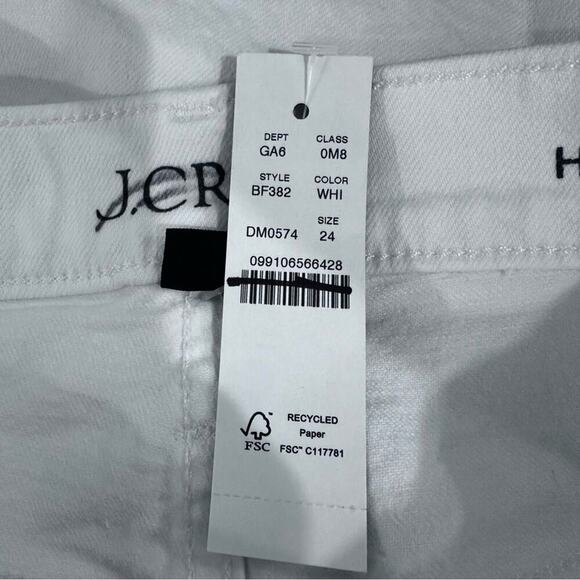 J.CR
H
DEPT CLASS
GA6 0M8
STYLE COLOR
BF382 WHI
SIZE
DM0574 24
099106566428
RECYCLED
Paper
FSC™ C117781
FSC